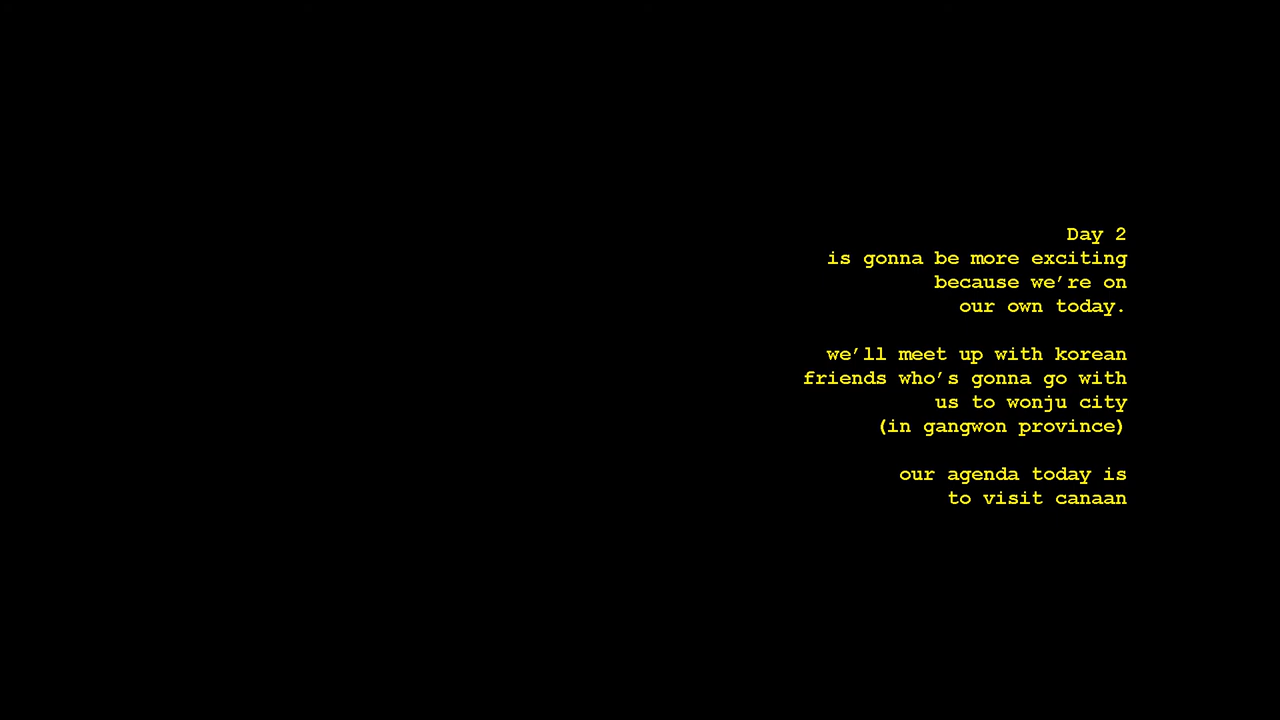 Day 2
is gonna be more exciting
because we’re on
our own today.
we’ll meet up with korean
friends who’s gonna go with
us to wonju city
(in gangwon province)
our agenda today is
to visit canaan